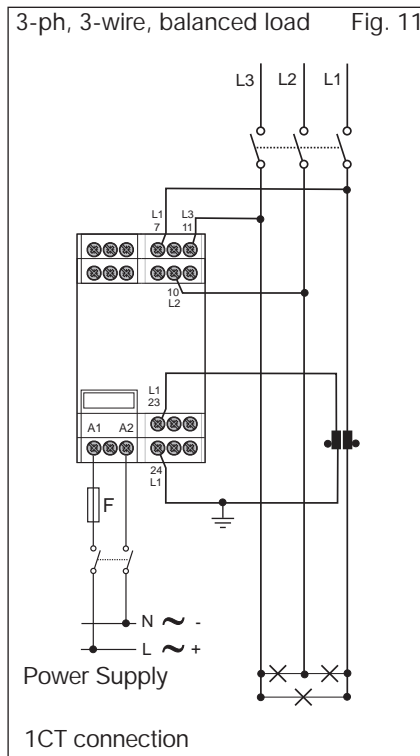 3-ph, 3-wire, balanced load Fig. 11
L3 L2 L1
L1 L3
7 11
10
L2
L1
23
A1 A2
24
L1
F
N ~ -
L ~ +
Power Supply
1CT connection